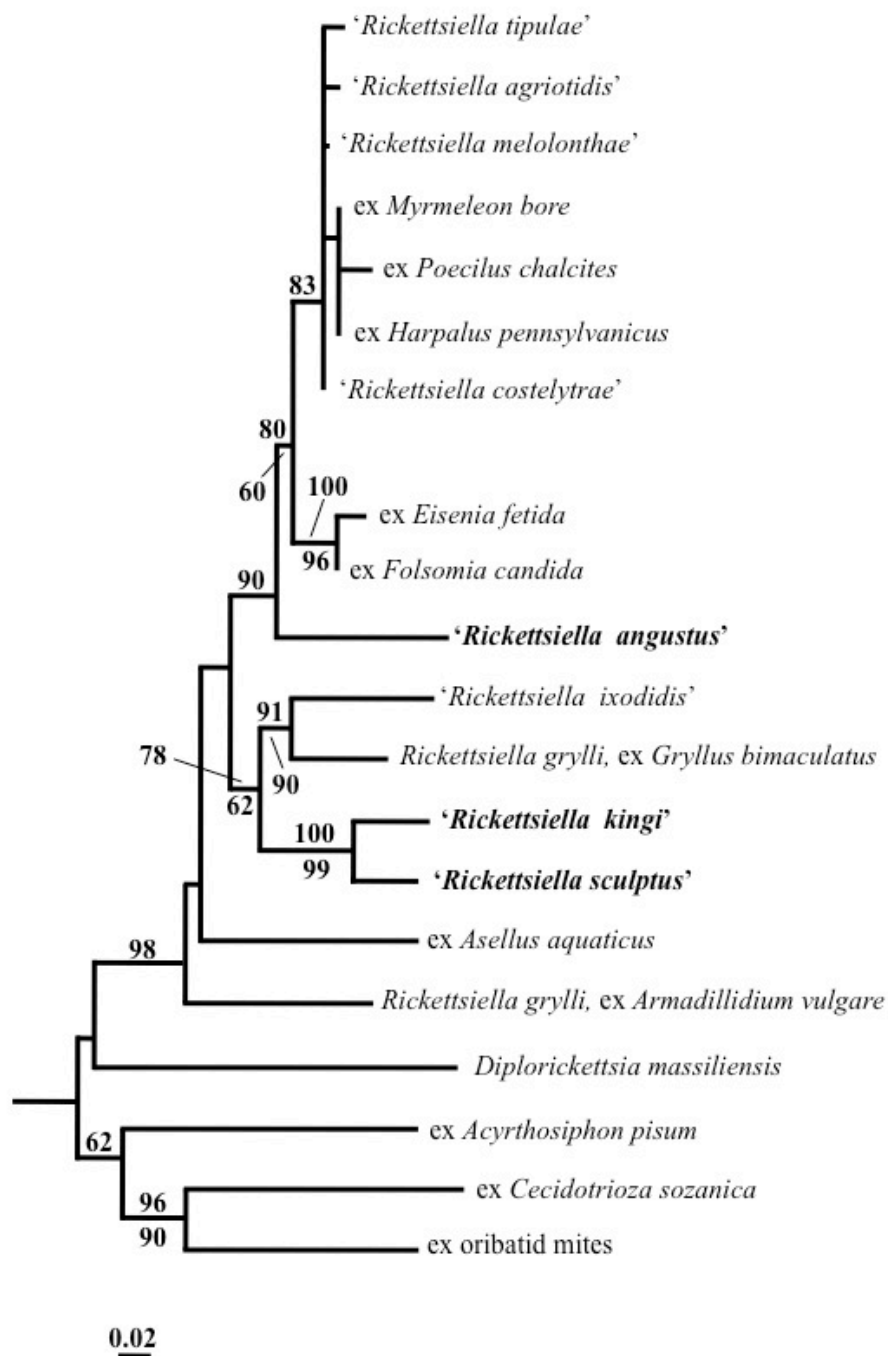 ‘Rickettsiella tipulae’
‘Rickettsiella agriotidis’
‘Rickettsiella melolonthae’
ex Myrmeleon bore
ex Poecilus chalcites
83
ex Harpalus pennsylvanicus
‘Rickettsiella costelytrae’
80
60
100
ex Eisenia fetida
96
ex Folsomia candida
90
‘Rickettsiella angustus’
‘Rickettsiella ixodidis’
91
78
90
Rickettsiella grylli, ex Gryllus bimaculatus
62
‘Rickettsiella kingi’
100
99
‘Rickettsiella sculptus’
ex Asellus aquaticus
98
Rickettsiella grylli, ex Armadillidium vulgare
Diplorickettsia massiliensis
ex Acyrthosiphon pisum
62
ex Cecidotrioza sozanica
96
90
ex oribatid mites
0.02